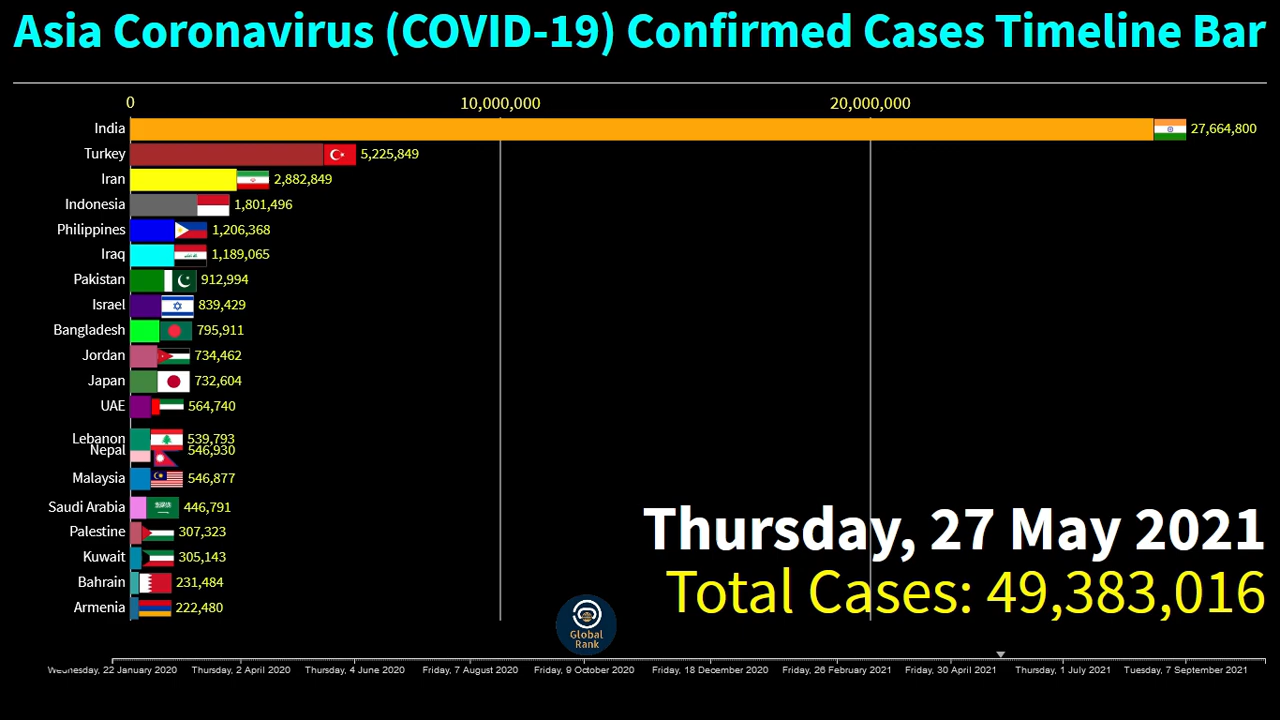 Asia Coronavirus (COVID-19) Confirmed Cases Timeline Bar
0 10,000,000 20,000,000
India 27,664,800
Turkey 5,225,849
Iran 2,882,849
Indonesia 1,801,496
Philippines 1,206,368
Iraq 1,189,065
Pakistan 912,994
Israel 839,429
Bangladesh 795,911
Jordan 734,462
Japan 732,604
UAE 564,740
Lebanon 539,793
Nepal 546,930
Malaysia 546,877
Saudi Arabia 446,791
Palestine 307,323
Kuwait 305,143
Bahrain 231,484
Armenia 222,480
Thursday, 27 May 2021
Total Cases: 49,383,016
Global
Rank
Wednesday, 22 January 2020 Thursday, 2 April 2020 Thursday, 4 June 2020 Friday, 7 August 2020 Friday, 9 October 2020 Friday, 18 December 2020 Friday, 26 February 2021 Friday, 30 April 2021 Thursday, 1 July 2021 Tuesday, 7 September 2021